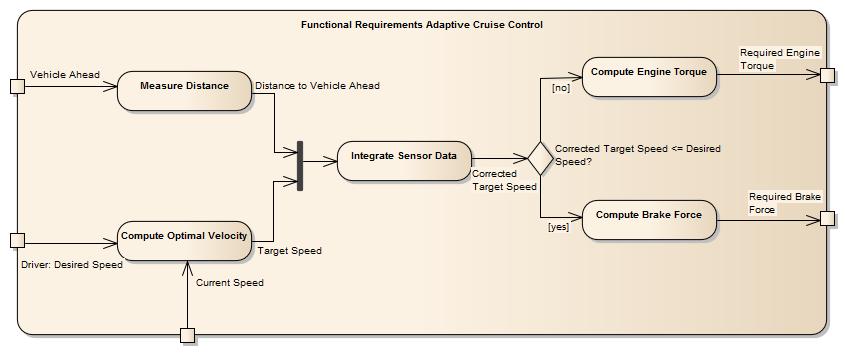 Functional Requirements Adaptive Cruise Control
Vehicle Ahead
Measure Distance
Distance to Vehicle Ahead
Compute Engine Torque
Required Engine
Torque
[no]
Integrate Sensor Data
Corrected Target Speed <= Desired
Speed?
Corrected
Target Speed
Compute Optimal Velocity
Driver: Desired Speed
Target Speed
Current Speed
[yes]
Compute Brake Force
Required Brake
Force